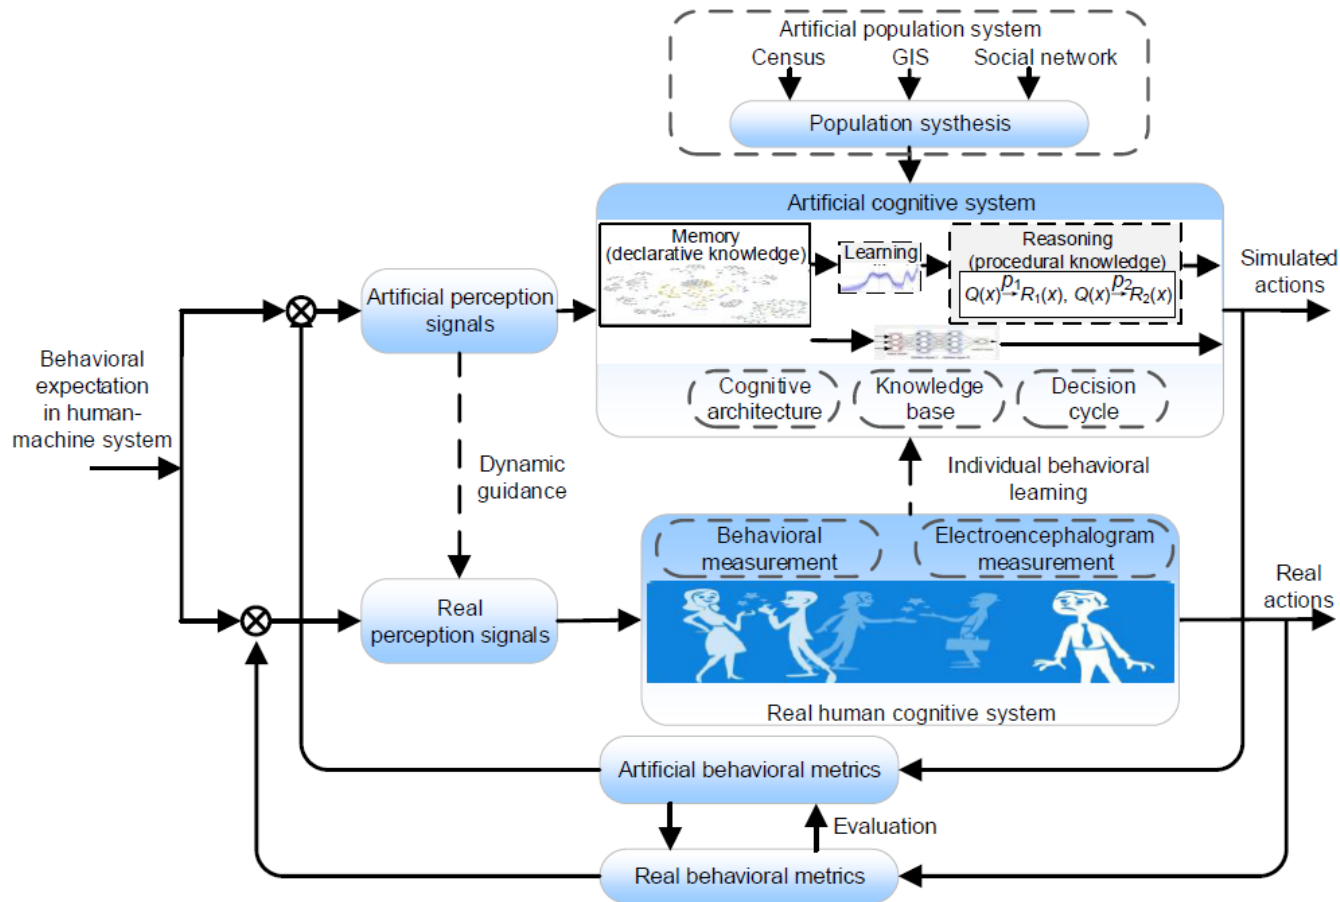 Artificial population system
Census GIS Social network
Population systhesis
Artificial cognitive system
Memory
(declarative knowledge)
Learning
...
Reasoning
(procedural knowledge)
Q(x) p1→ R1(x), Q(x) p2→ R2(x)
Simulated
actions
Artificial perception
signals
Behavioral
expectation
in human-
machine system
Cognitive
architecture
Knowledge
base
Decision
cycle
Dynamic
guidance
Individual behavioral
learning
Behavioral
measurement
Electroencephalogram
measurement
Real
perception signals
Real
actions
Real human cognitive system
Artificial behavioral metrics
Evaluation
Real behavioral metrics